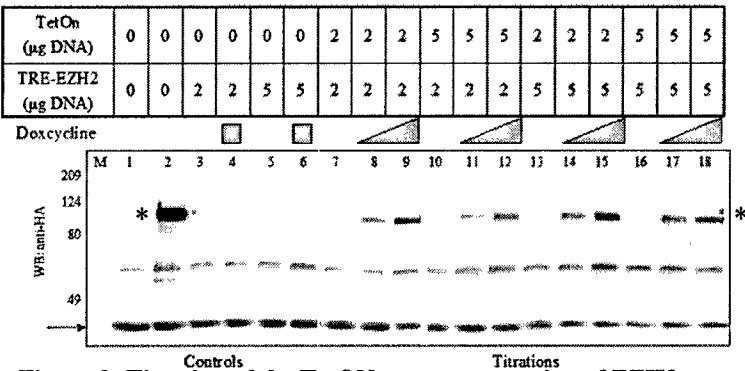 TetOn (µg DNA) 0 0 0 0 0 0 2 2 2 5 5 5 2 2 2 5 5 5
TRE-EZH2 (µg DNA) 0 0 2 2 5 5 2 2 2 2 2 2 5 5 5 5 5 5
Doxcycline
M 1 2 3 4 5 6 7 8 9 10 11 12 13 14 15 16 17 18
209
124
* *
80
WB: anti-HA
49
Controls Titrations